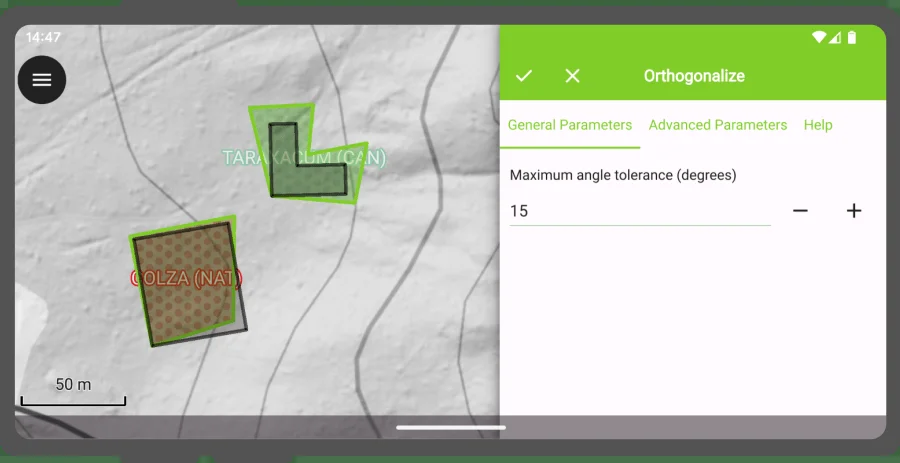 14:47
Orthogonalize
General Parameters Advanced Parameters Help
Maximum angle tolerance (degrees)
15
TARAXACUM (CAN)
COLZA (NAT)
50 m